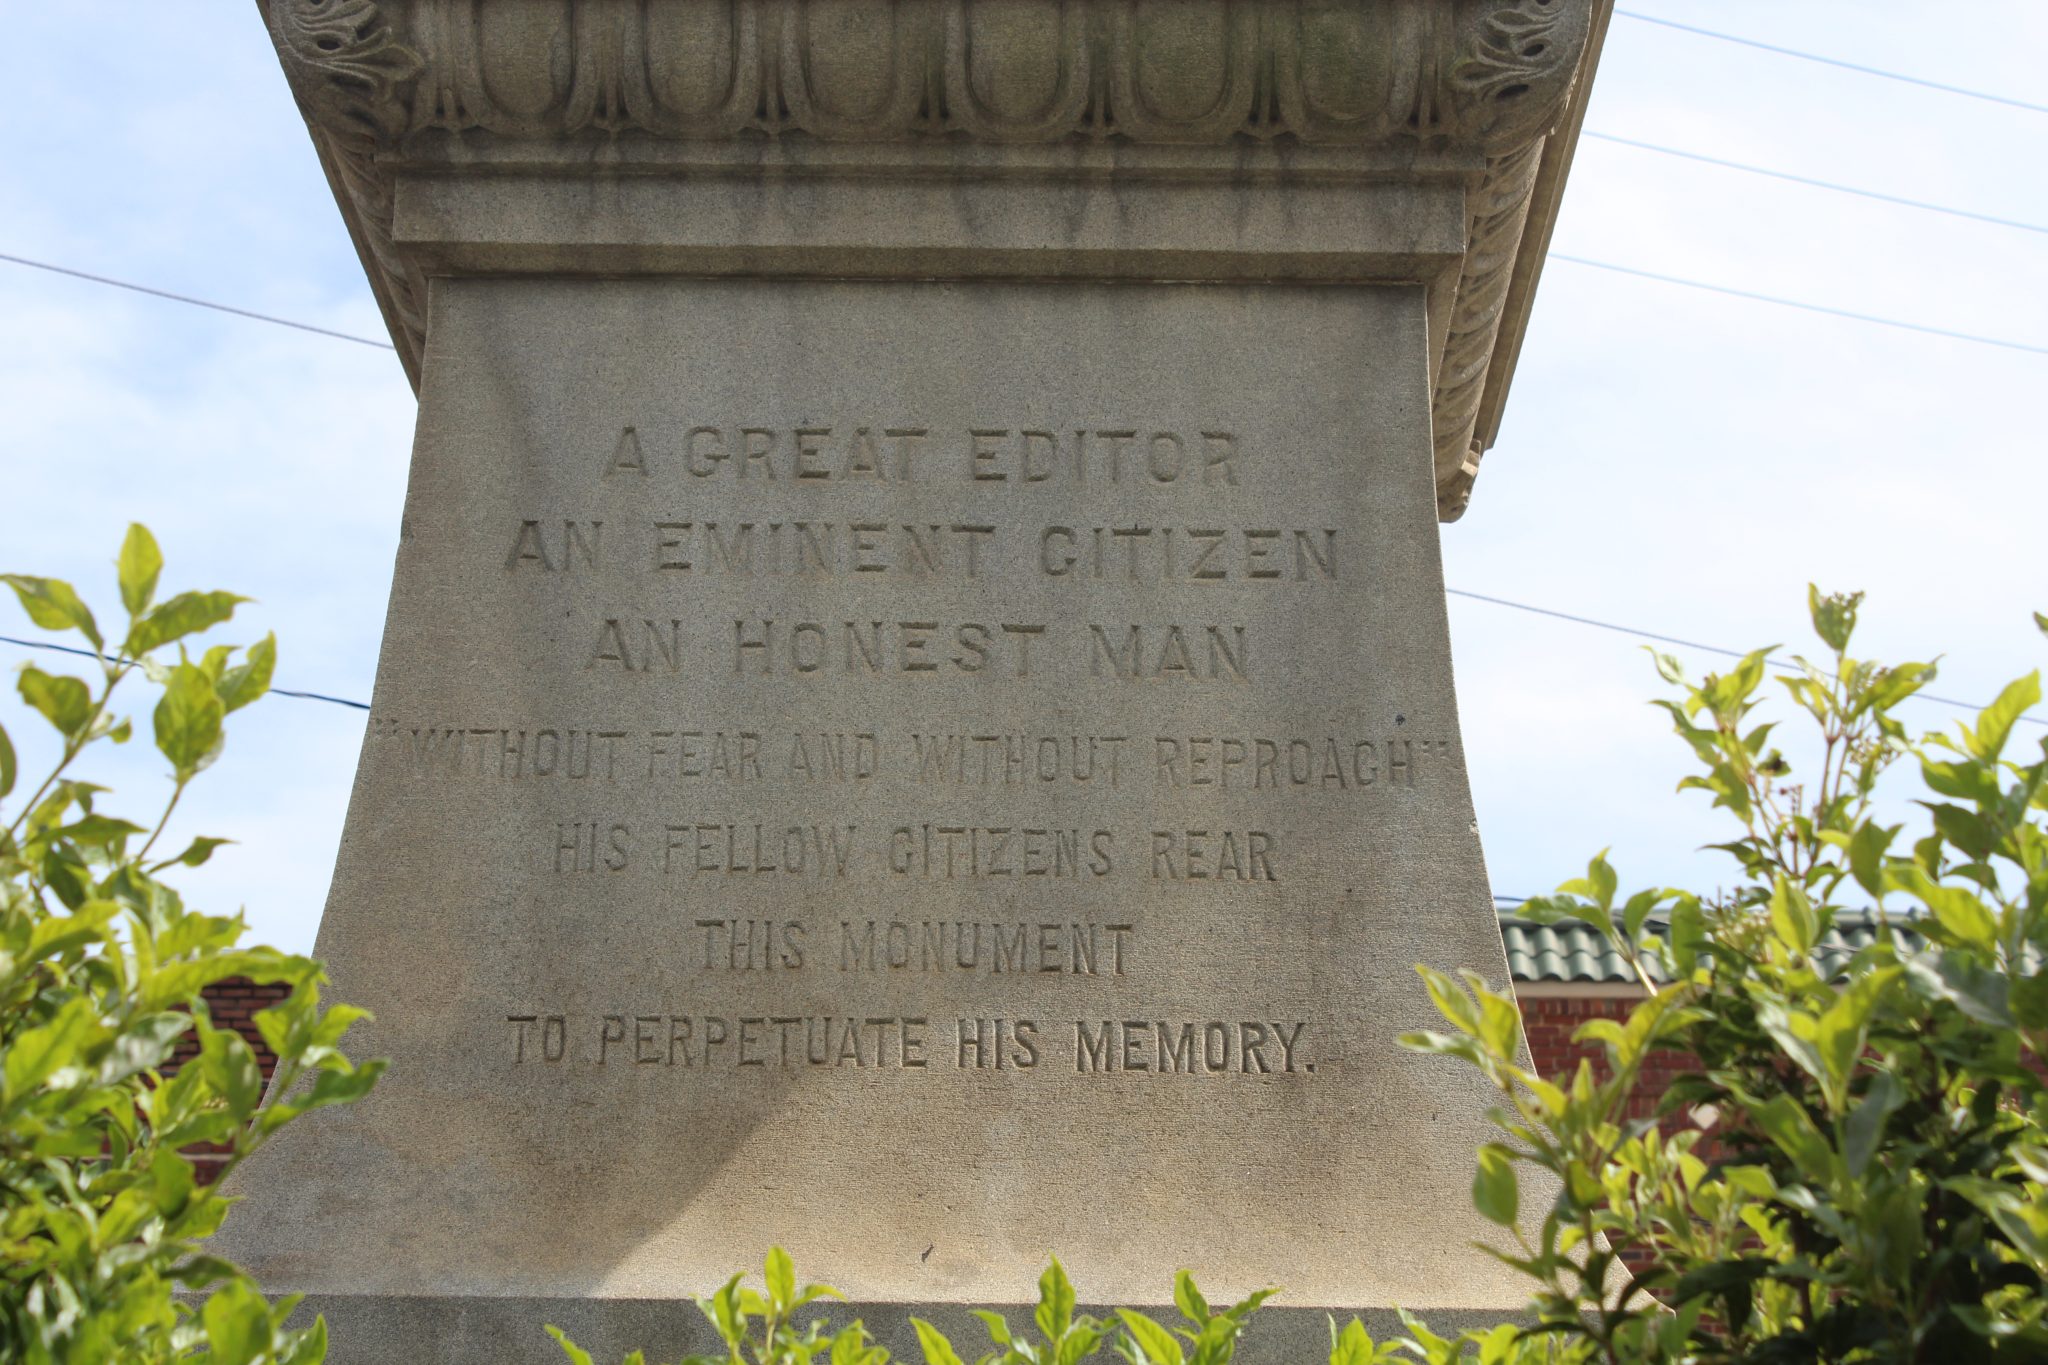 A GREAT EDITOR
AN EMINENT CITIZEN
AN HONEST MAN
"WITHOUT FEAR AND WITHOUT REPROACH"
HIS FELLOW CITIZENS REAR
THIS MONUMENT
TO PERPETUATE HIS MEMORY.